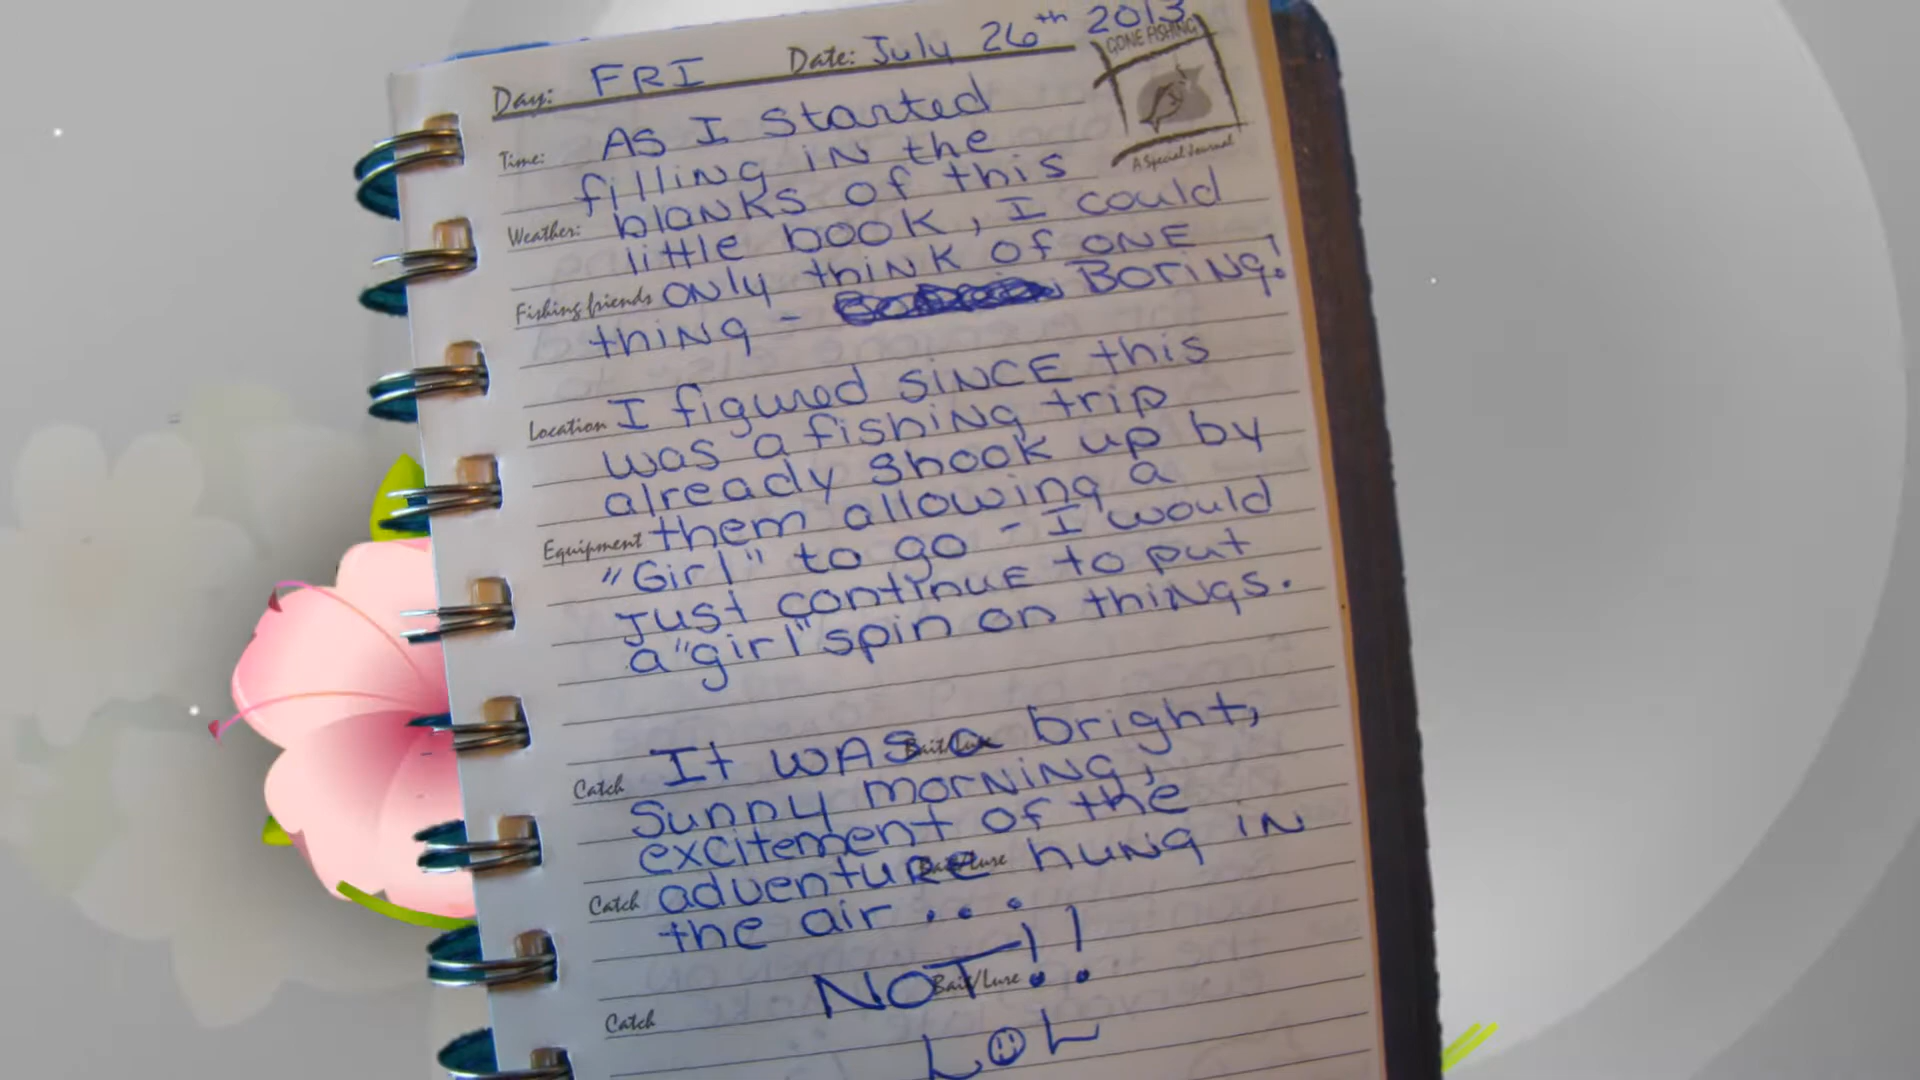 Day: FRI Date: July 26th 2013
GONE FISHING
A Special Journal
Time: As I started
filling in the
Weather: blanks of this
little book, I could
Fishing friends only think of ONE
thing - Boring!
Location I figured SINCE this
was a fishing trip
already shook up by
Equipment them allowing a
"Girl" to go - I would
Just continue to put
a "girl" spin on things.
Catch It was a Bait/Lure bright,
Sunny morning,
excitement of the
Catch adventure Bait/Lure hung in
the air...
NOT!! Bait/Lure
Catch
LOL